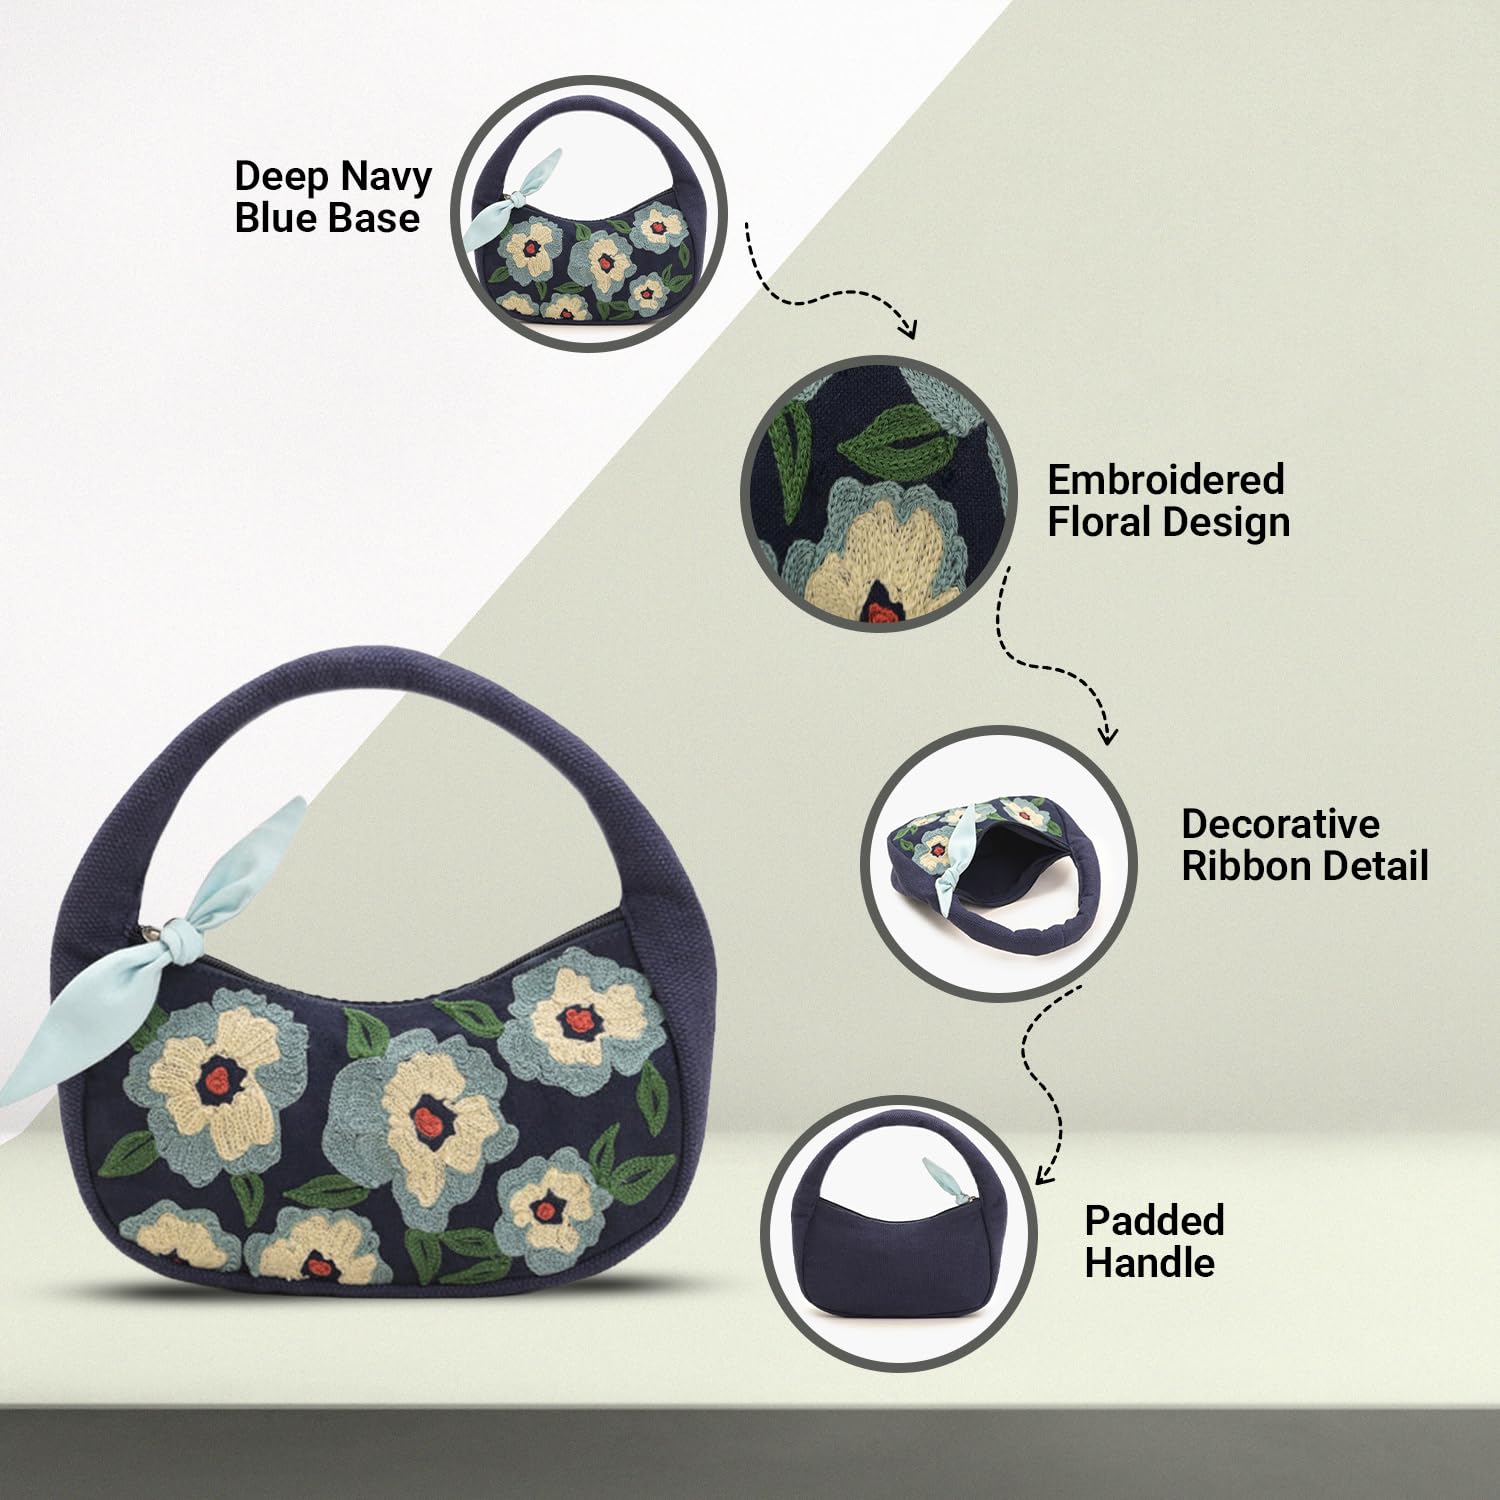 Deep Navy
Blue Base
Embroidered
Floral Design
Decorative
Ribbon Detail
Padded
Handle